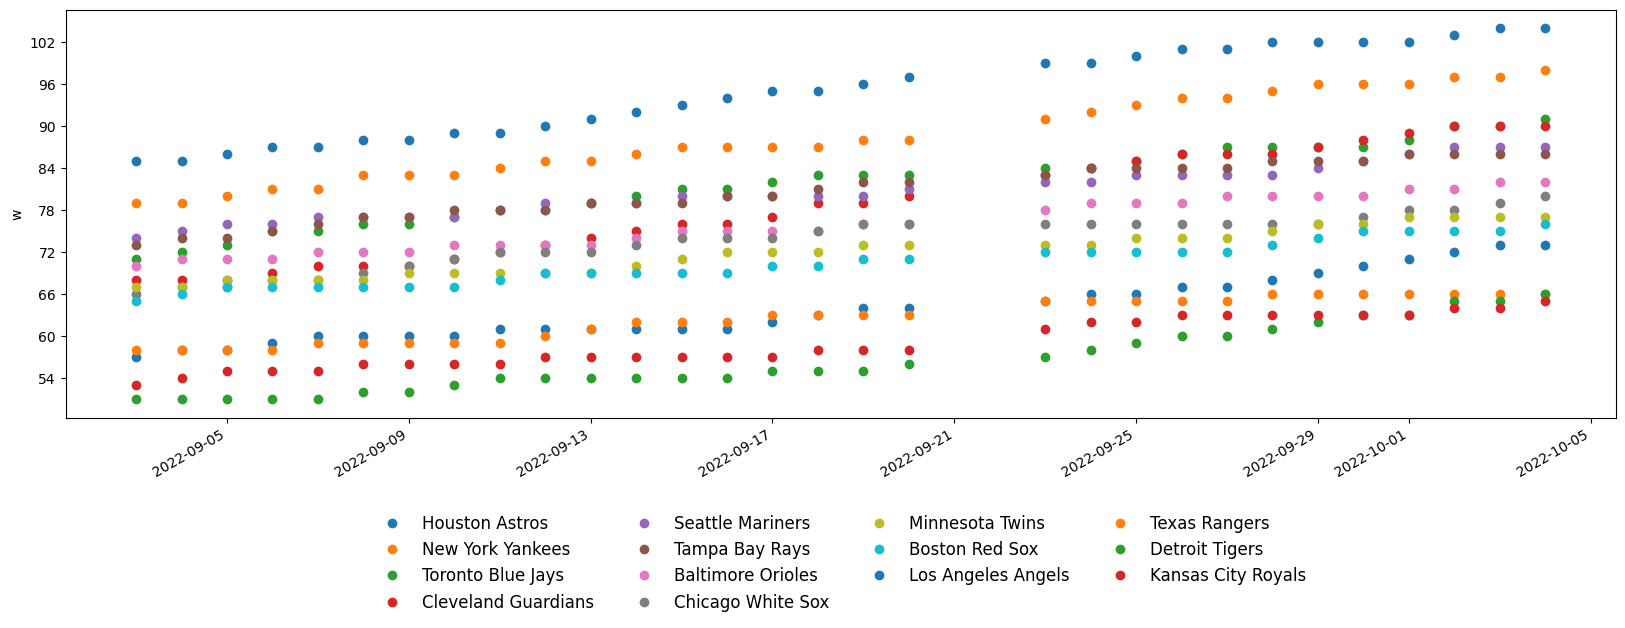 102
96
90
84
78
72
66
60
54
w
2022-09-05
2022-09-09
2022-09-13
2022-09-17
2022-09-21
2022-09-25
2022-09-29
2022-10-01
2022-10-05
Houston Astros
New York Yankees
Toronto Blue Jays
Cleveland Guardians
Seattle Mariners
Tampa Bay Rays
Baltimore Orioles
Chicago White Sox
Minnesota Twins
Boston Red Sox
Los Angeles Angels
Texas Rangers
Detroit Tigers
Kansas City Royals